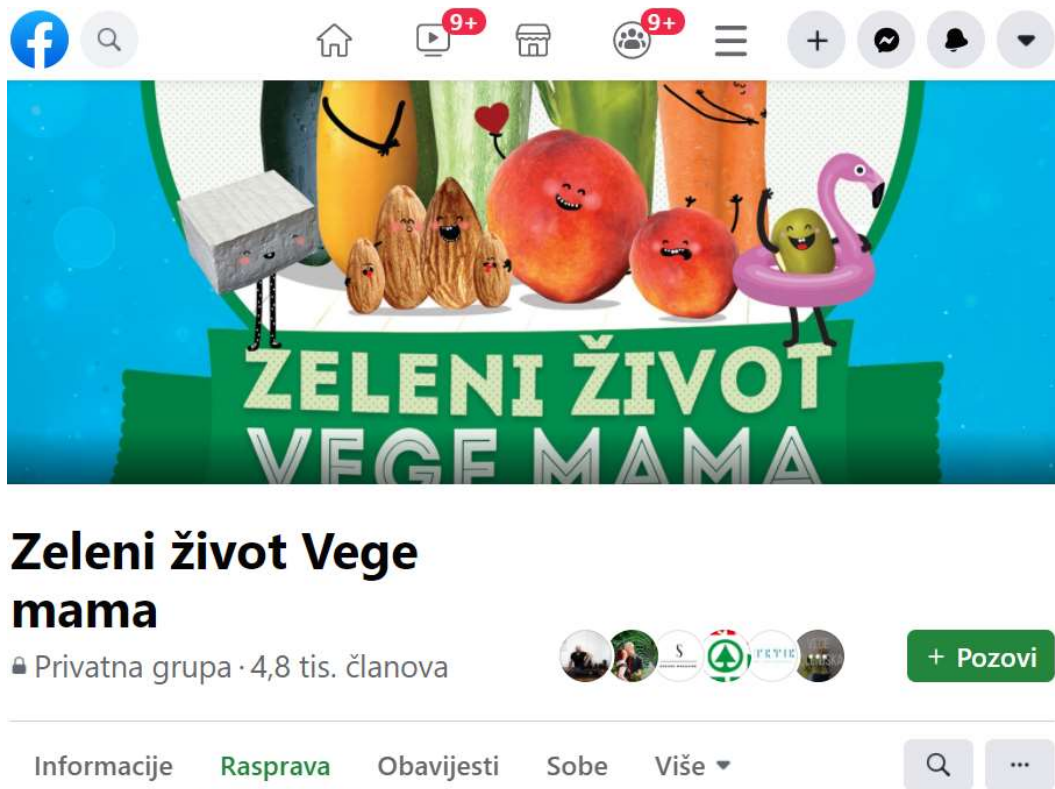 9+
9+
ZELENI ŽIVOT
VEGE MAMA
Zeleni život Vege
mama
Privatna grupa · 4,8 tis. članova
+ Pozovi
Informacije
Rasprava
Obavijesti
Sobe
Više